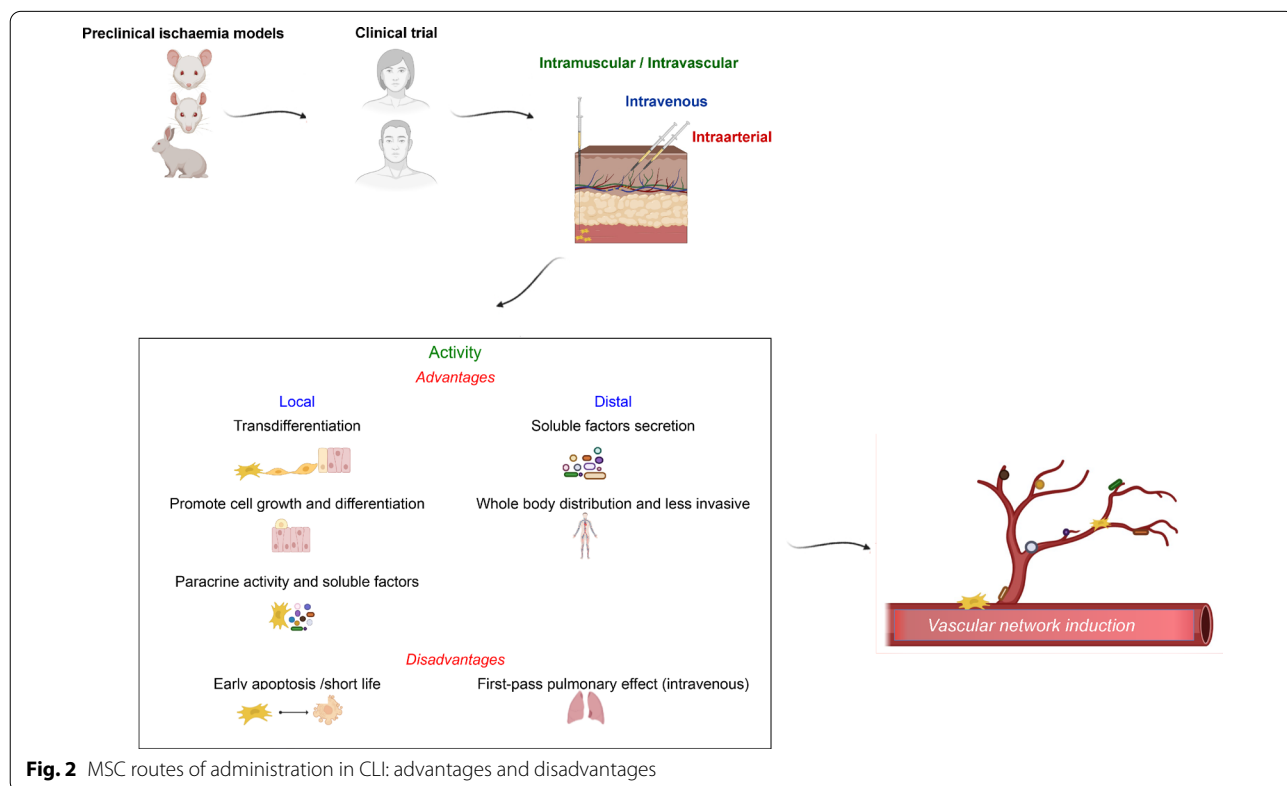 Preclinical ischaemia models
Clinical trial
Intramuscular / Intravascular
Intravenous
Intraarterial
Activity
Advantages
Local
Distal
Transdifferentiation
Soluble factors secretion
Promote cell growth and differentiation
Whole body distribution and less invasive
Paracrine activity and soluble factors
Disadvantages
Early apoptosis /short life
First-pass pulmonary effect (intravenous)
Vascular network induction
Fig. 2 MSC routes of administration in CLI: advantages and disadvantages